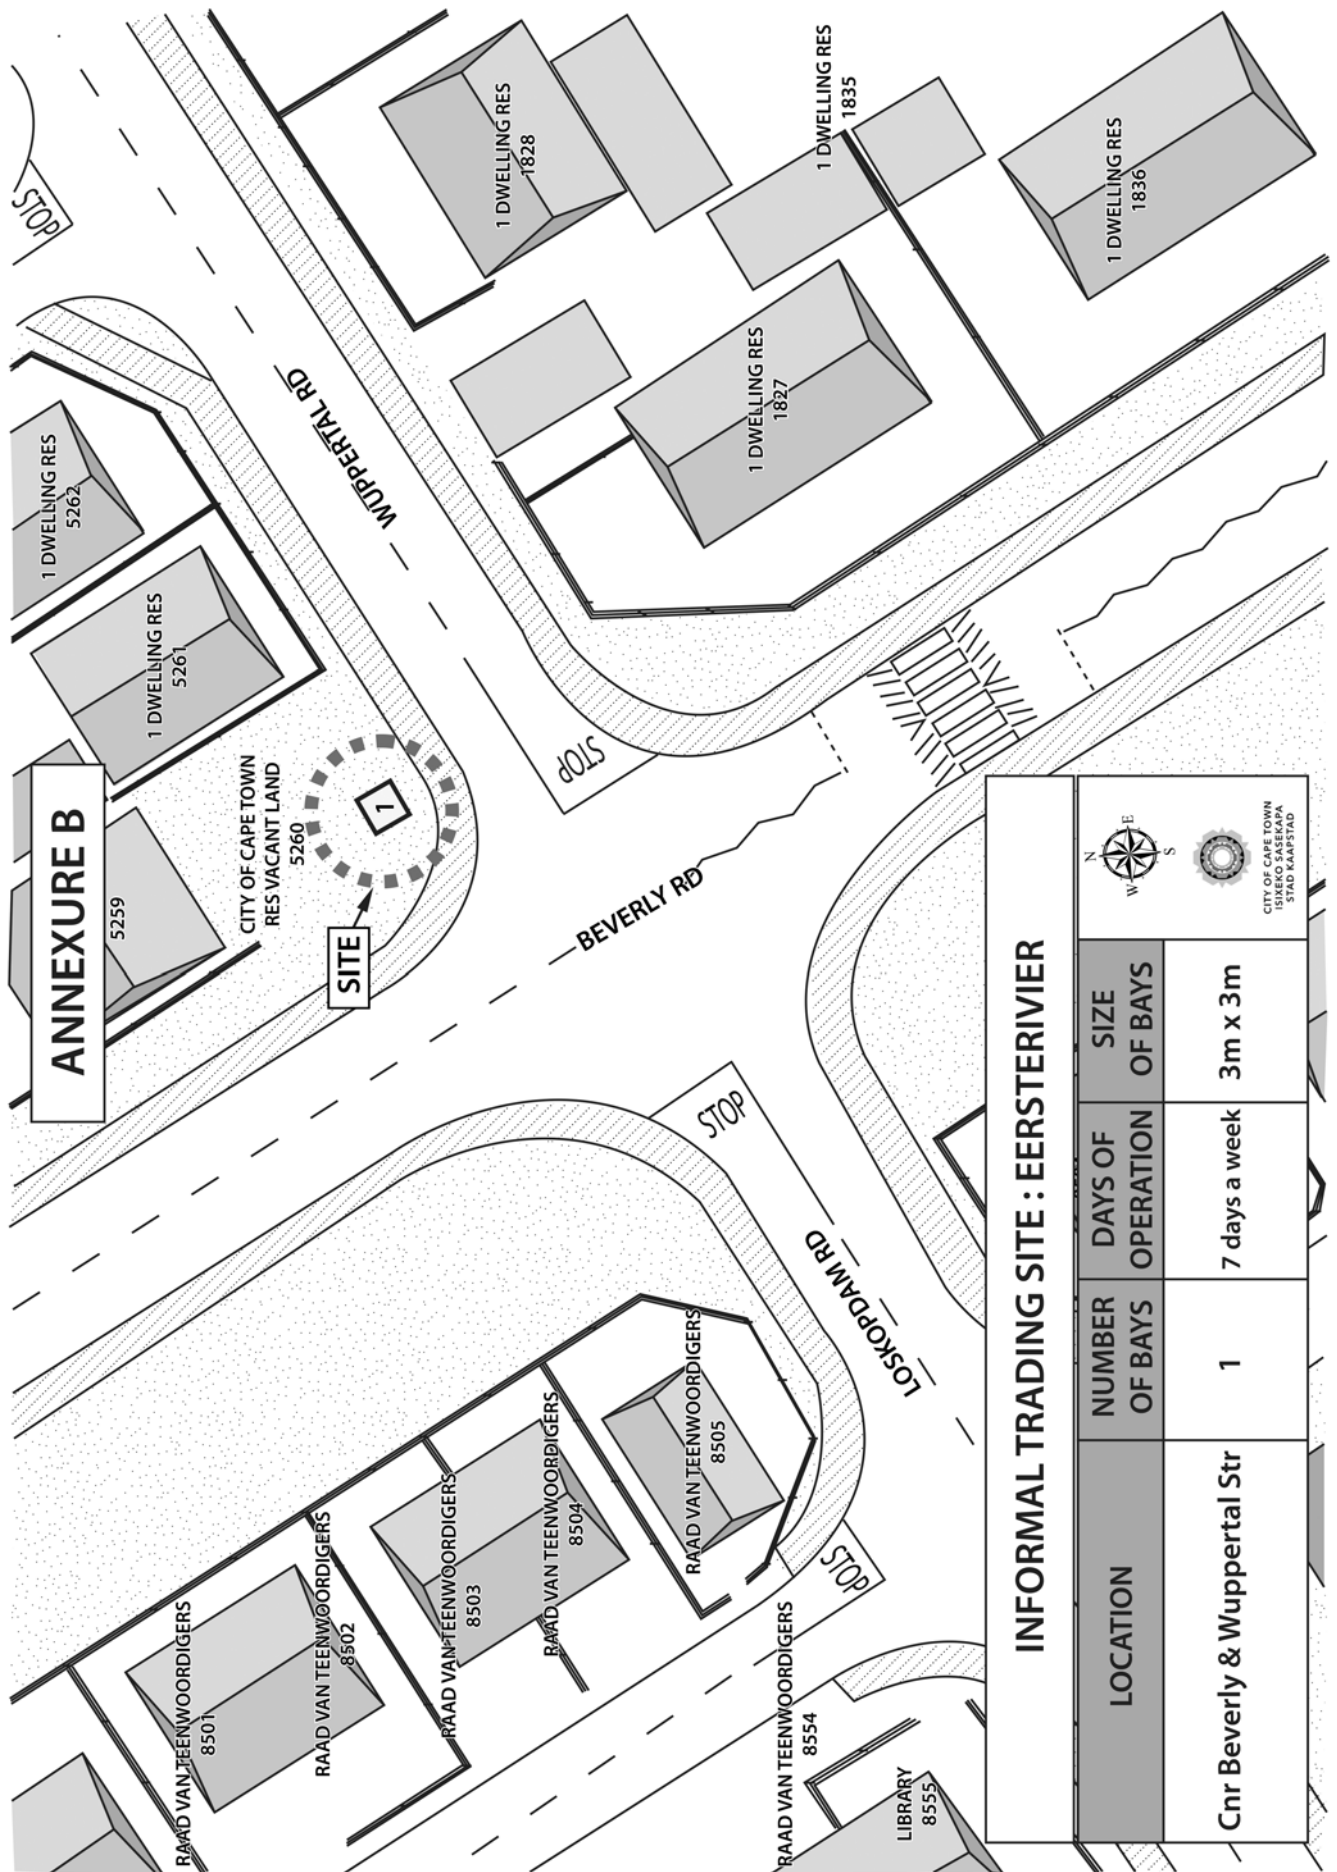 ANNEXURE B
STOP
1 DWELLING RES
5262
1 DWELLING RES
5261
5259
CITY OF CAPE TOWN
RES VACANT LAND
5260
SITE
1
WUPPERTAL RD
1 DWELLING RES
1828
1 DWELLING RES
1835
1 DWELLING RES
1836
1 DWELLING RES
1827
STOP
BEVERLY RD
STOP
LOSKOPDAM RD
RAAD VAN TEENWOORDIGERS
8501
RAAD VAN TEENWOORDIGERS
8502
RAAD VAN TEENWOORDIGERS
8503
RAAD VAN TEENWOORDIGERS
8504
RAAD VAN TEENWOORDIGERS
8505
STOP
RAAD VAN TEENWOORDIGERS
8554
LIBRARY
8555
INFORMAL TRADING SITE : EERSTERIVIER
LOCATION
NUMBER
OF BAYS
DAYS OF
OPERATION
SIZE
OF BAYS
Cnr Beverly & Wuppertal Str
1
7 days a week
3m x 3m
N
E
S
W
CITY OF CAPE TOWN
ISIXEKO SASEKAPA
STAD KAAPSTAD